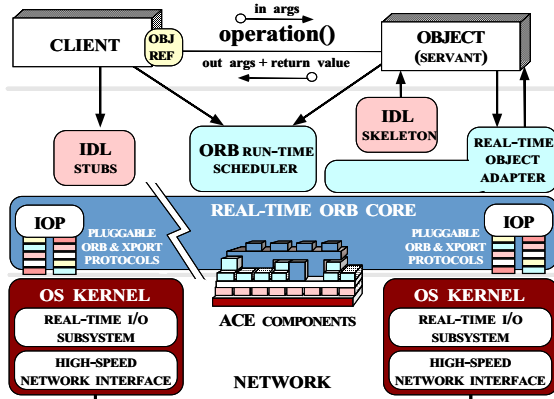 in args
operation()
out args + return value
CLIENT
OBJ
REF
OBJECT
(SERVANT)
IDL
STUBS
ORB RUN-TIME
SCHEDULER
IDL
SKELETON
REAL-TIME
OBJECT
ADAPTER
REAL-TIME ORB CORE
IOP
PLUGGABLE
ORB & XPORT
PROTOCOLS
IOP
PLUGGABLE
ORB & XPORT
PROTOCOLS
OS KERNEL
REAL-TIME I/O
SUBSYSTEM
HIGH-SPEED
NETWORK INTERFACE
ACE COMPONENTS
NETWORK
OS KERNEL
REAL-TIME I/O
SUBSYSTEM
HIGH-SPEED
NETWORK INTERFACE